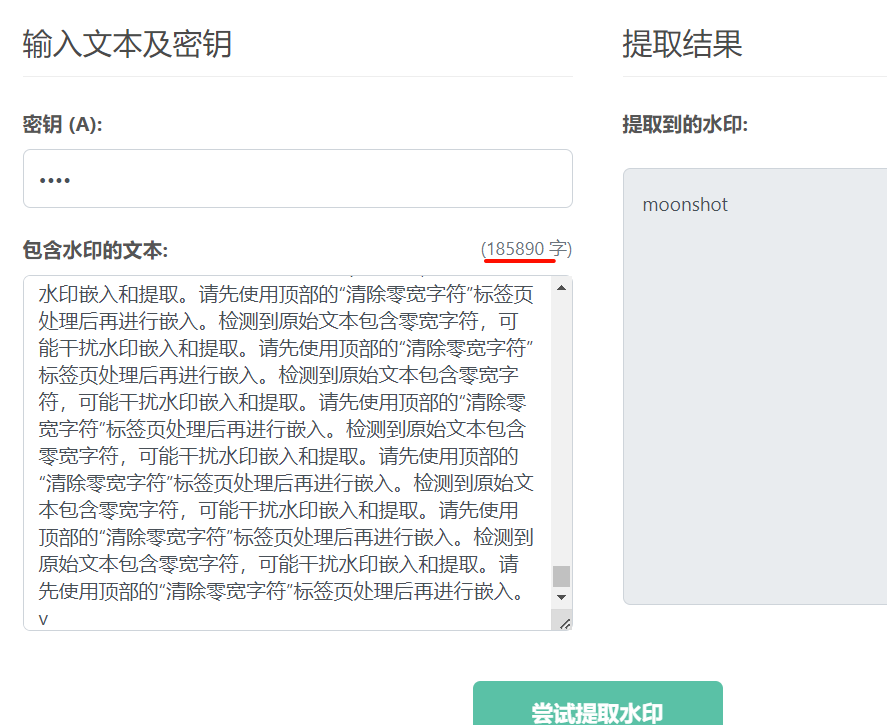 输入文本及密钥
密钥 (A):
••••
包含水印的文本:
(185890 字)
水印嵌入和提取。请先使用顶部的“清除零宽字符”标签页
处理后再进行嵌入。检测到原始文本包含零宽字符，可
能干扰水印嵌入和提取。请先使用顶部的“清除零宽字符”
标签页处理后再进行嵌入。检测到原始文本包含零宽字
符，可能干扰水印嵌入和提取。请先使用顶部的“清除零
宽字符”标签页处理后再进行嵌入。检测到原始文本包含
零宽字符，可能干扰水印嵌入和提取。请先使用顶部的
“清除零宽字符”标签页处理后再进行嵌入。检测到原始文
本包含零宽字符，可能干扰水印嵌入和提取。请先使用
顶部的“清除零宽字符”标签页处理后再进行嵌入。检测到
原始文本包含零宽字符，可能干扰水印嵌入和提取。请
先使用顶部的“清除零宽字符”标签页处理后再进行嵌入。
v
提取结果
提取到的水印:
moonshot
尝试提取水印